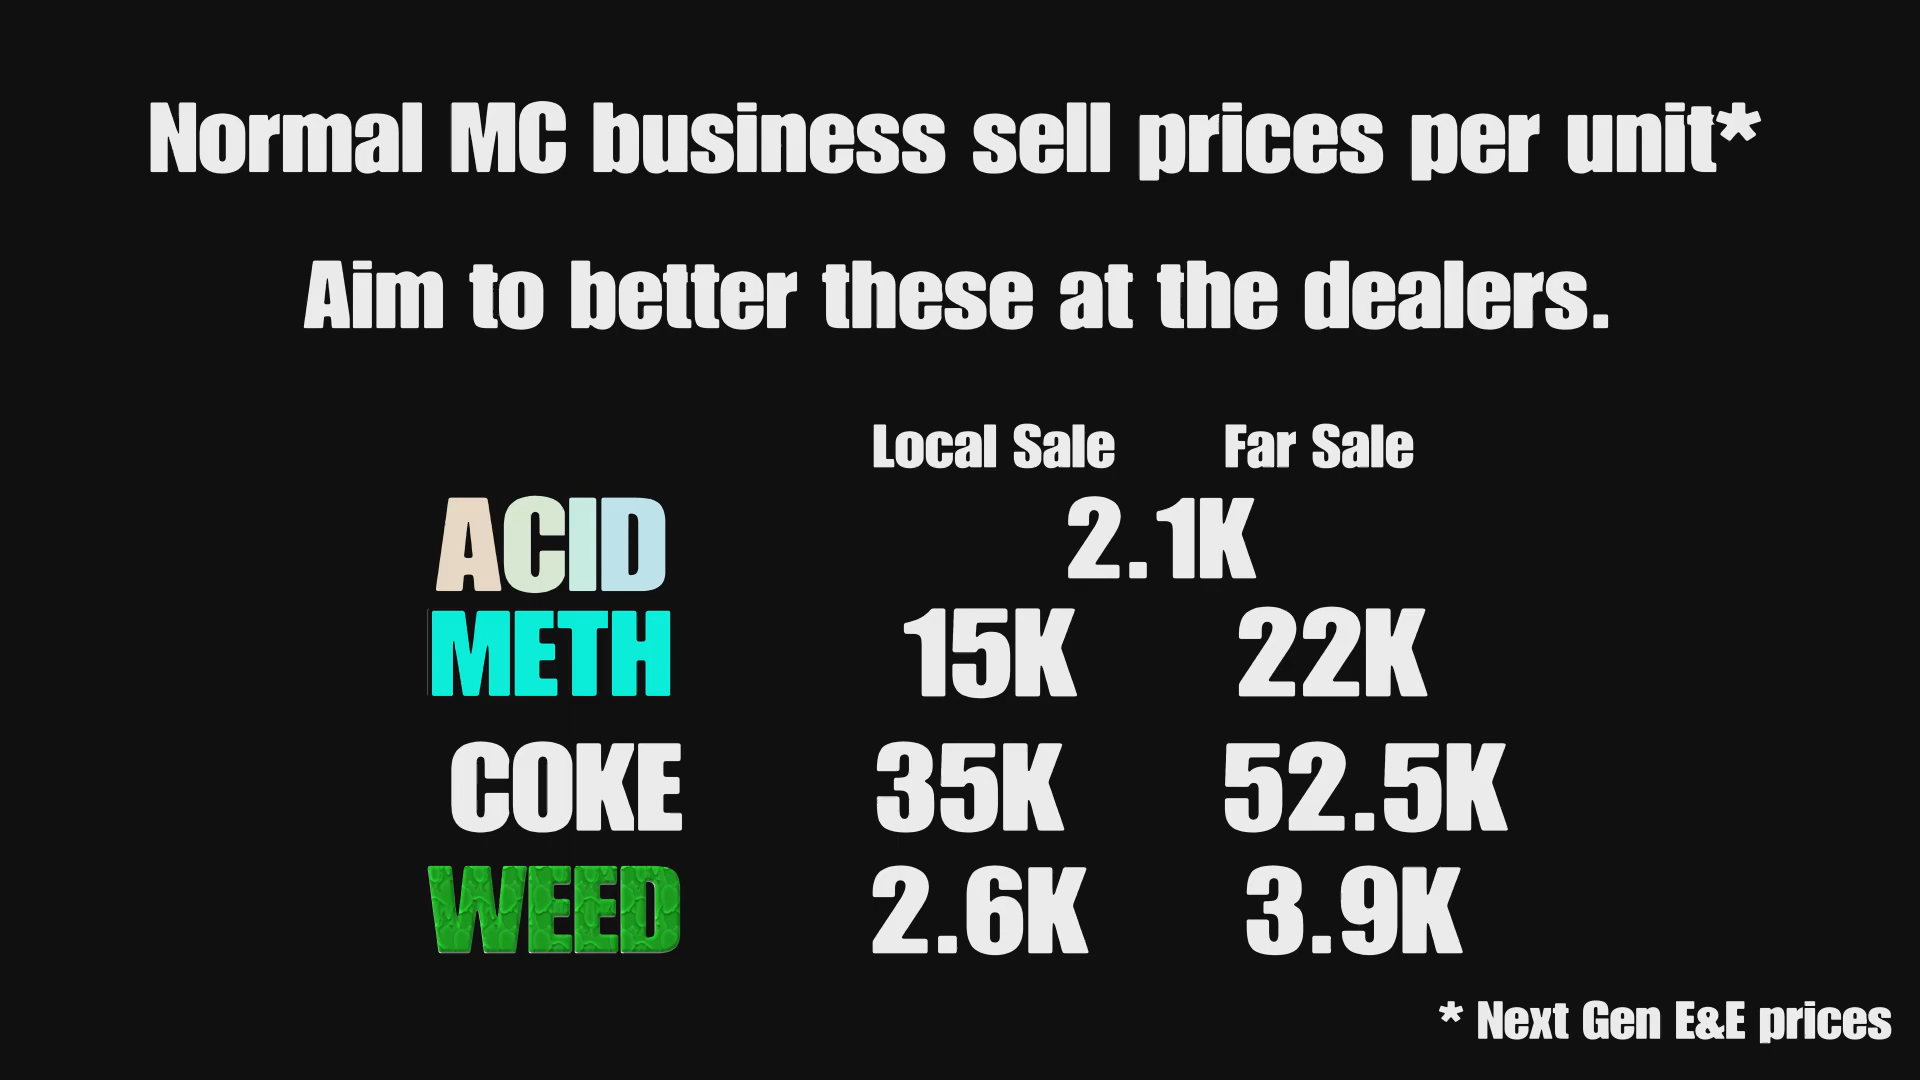 Normal MC business sell prices per unit*
Aim to better these at the dealers.
Local Sale Far Sale
ACID 2.1K
METH 15K 22K
COKE 35K 52.5K
WEED 2.6K 3.9K
* Next Gen E&E prices